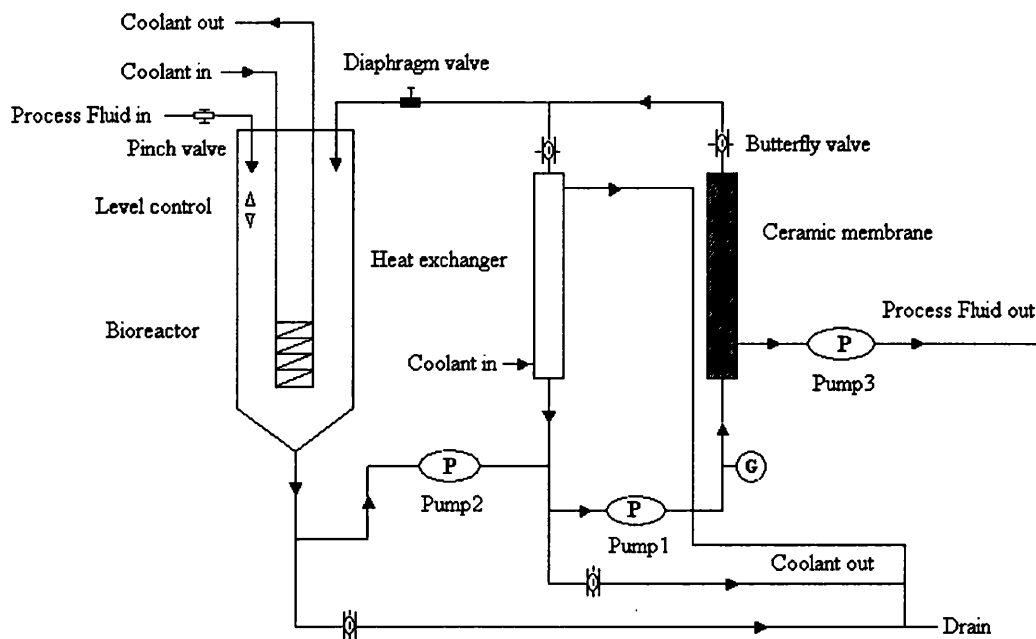 Coolant out
Coolant in
Diaphragm valve
Process Fluid in
Pinch valve
Butterfly valve
Level control
Ceramic membrane
Heat exchanger
Process Fluid out
Bioreactor
P
Coolant in
Pump3
P
G
Pump2
P
Pump1
Coolant out
Drain